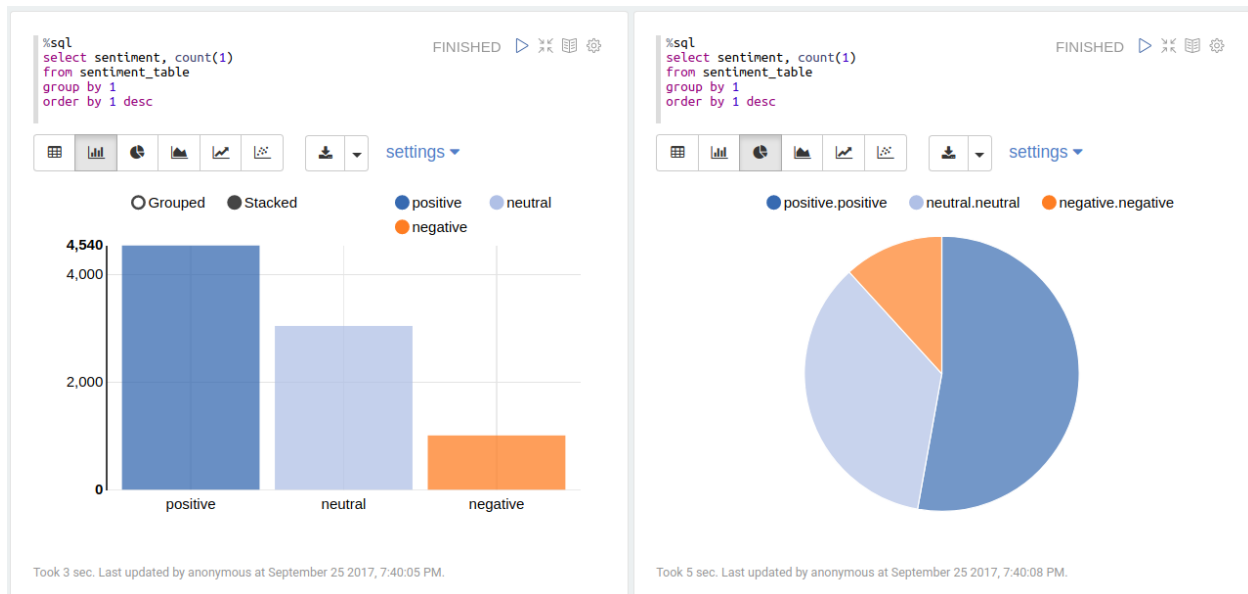 %sql
select sentiment, count(1)
from sentiment_table
group by 1
order by 1 desc
FINISHED
settings
Grouped Stacked
positive neutral
negative
4,540
4,000
2,000
0
positive neutral negative
Took 3 sec. Last updated by anonymous at September 25 2017, 7:40:05 PM.
%sql
select sentiment, count(1)
from sentiment_table
group by 1
order by 1 desc
FINISHED
settings
positive.positive neutral.neutral negative.negative
Took 5 sec. Last updated by anonymous at September 25 2017, 7:40:08 PM.